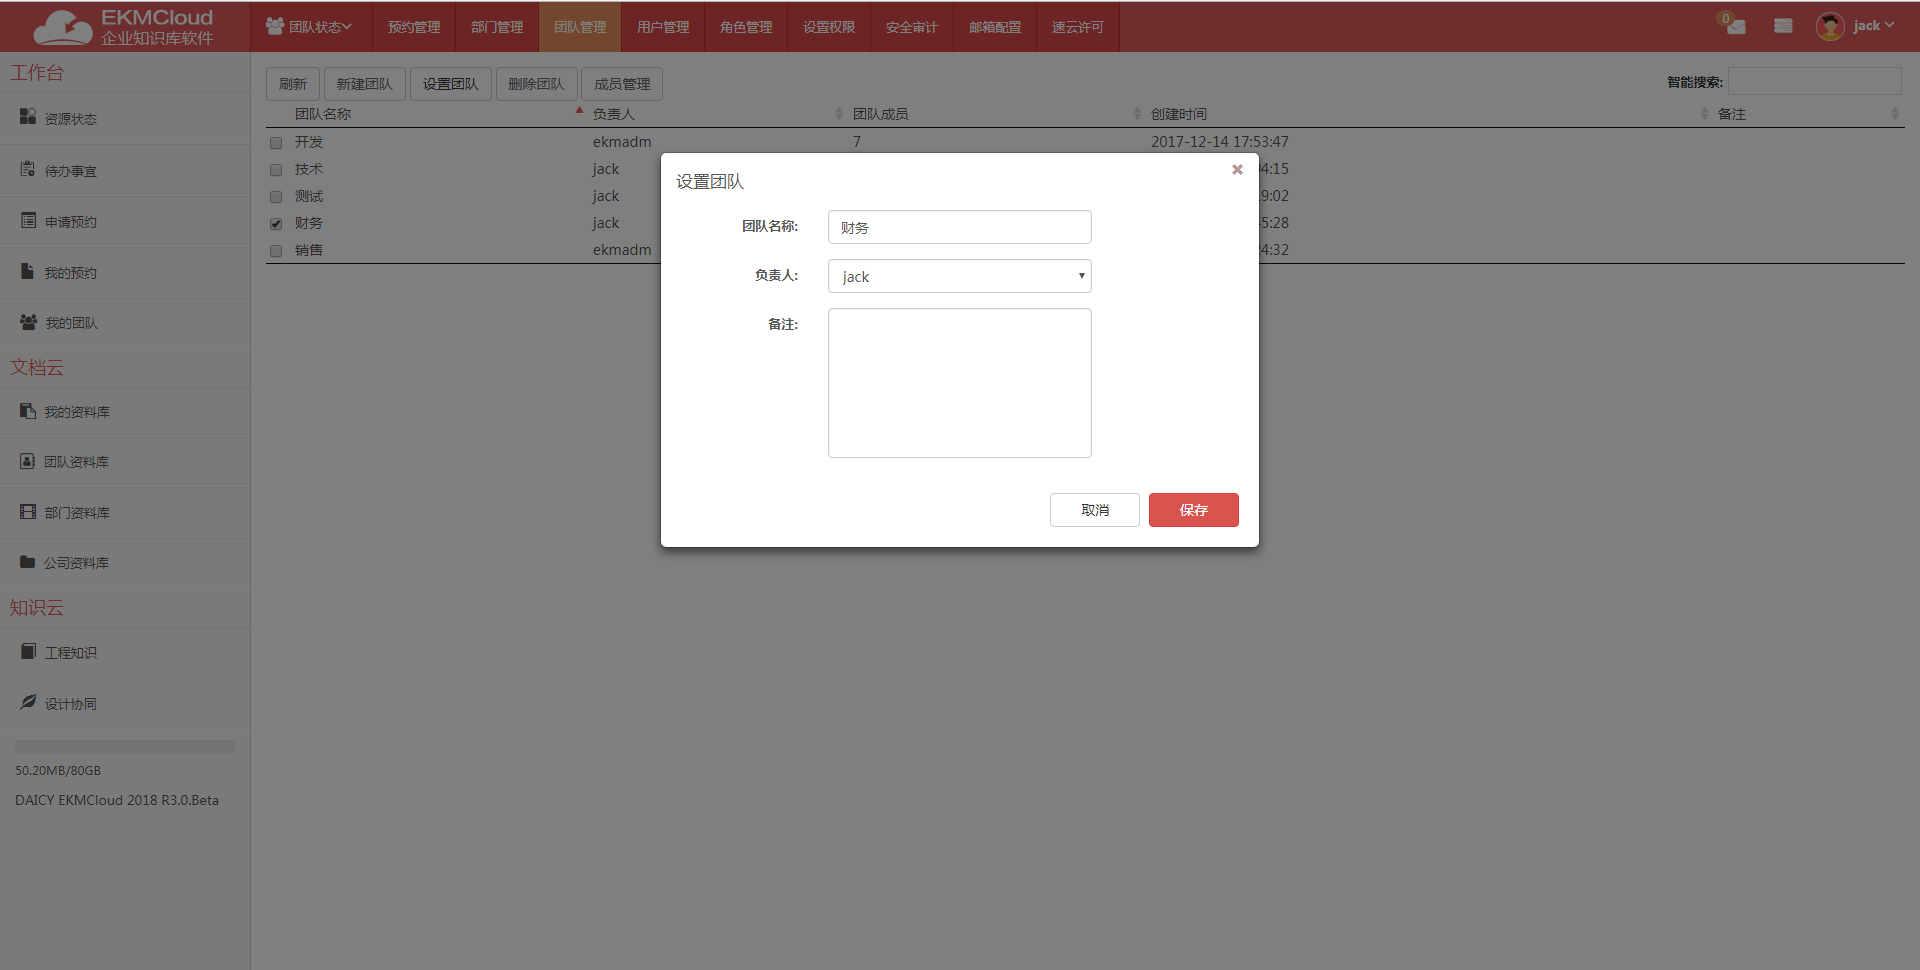 EKMCloud
企业知识库软件
团队状态 预约管理 部门管理 团队管理 用户管理 角色管理 设置权限 安全审计 邮箱配置 速云许可
0
jack
工作台
资源状态
待办事宜
申请预约
我的预约
我的团队
文档云
我的资料库
团队资料库
部门资料库
公司资料库
知识云
工程知识
设计协同
50.20MB/80GB
DAICY EKMCloud 2018 R3.0.Beta
刷新 新建团队 设置团队 删除团队 成员管理
智能搜索:
团队名称 负责人 团队成员 创建时间 备注
开发 ekmadm 7 2017-12-14 17:53:47
技术 jack 4:15
测试 jack 9:02
财务 jack 5:28
销售 ekmadm 4:32
设置团队
团队名称: 财务
负责人: jack
备注:
取消 保存